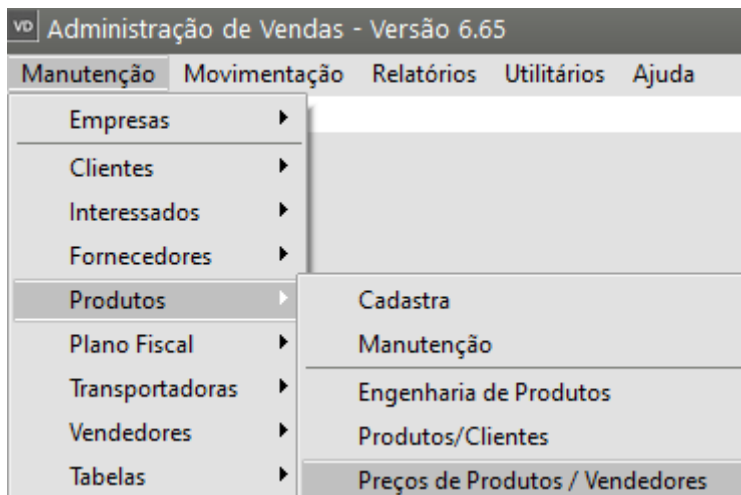 VD Administração de Vendas - Versão 6.65
Manutenção Movimentação Relatórios Utilitários Ajuda
Empresas
Clientes
Interessados
Fornecedores
Produtos
Cadastra
Plano Fiscal
Manutenção
Transportadoras
Engenharia de Produtos
Vendedores
Produtos/Clientes
Tabelas
Preços de Produtos / Vendedores